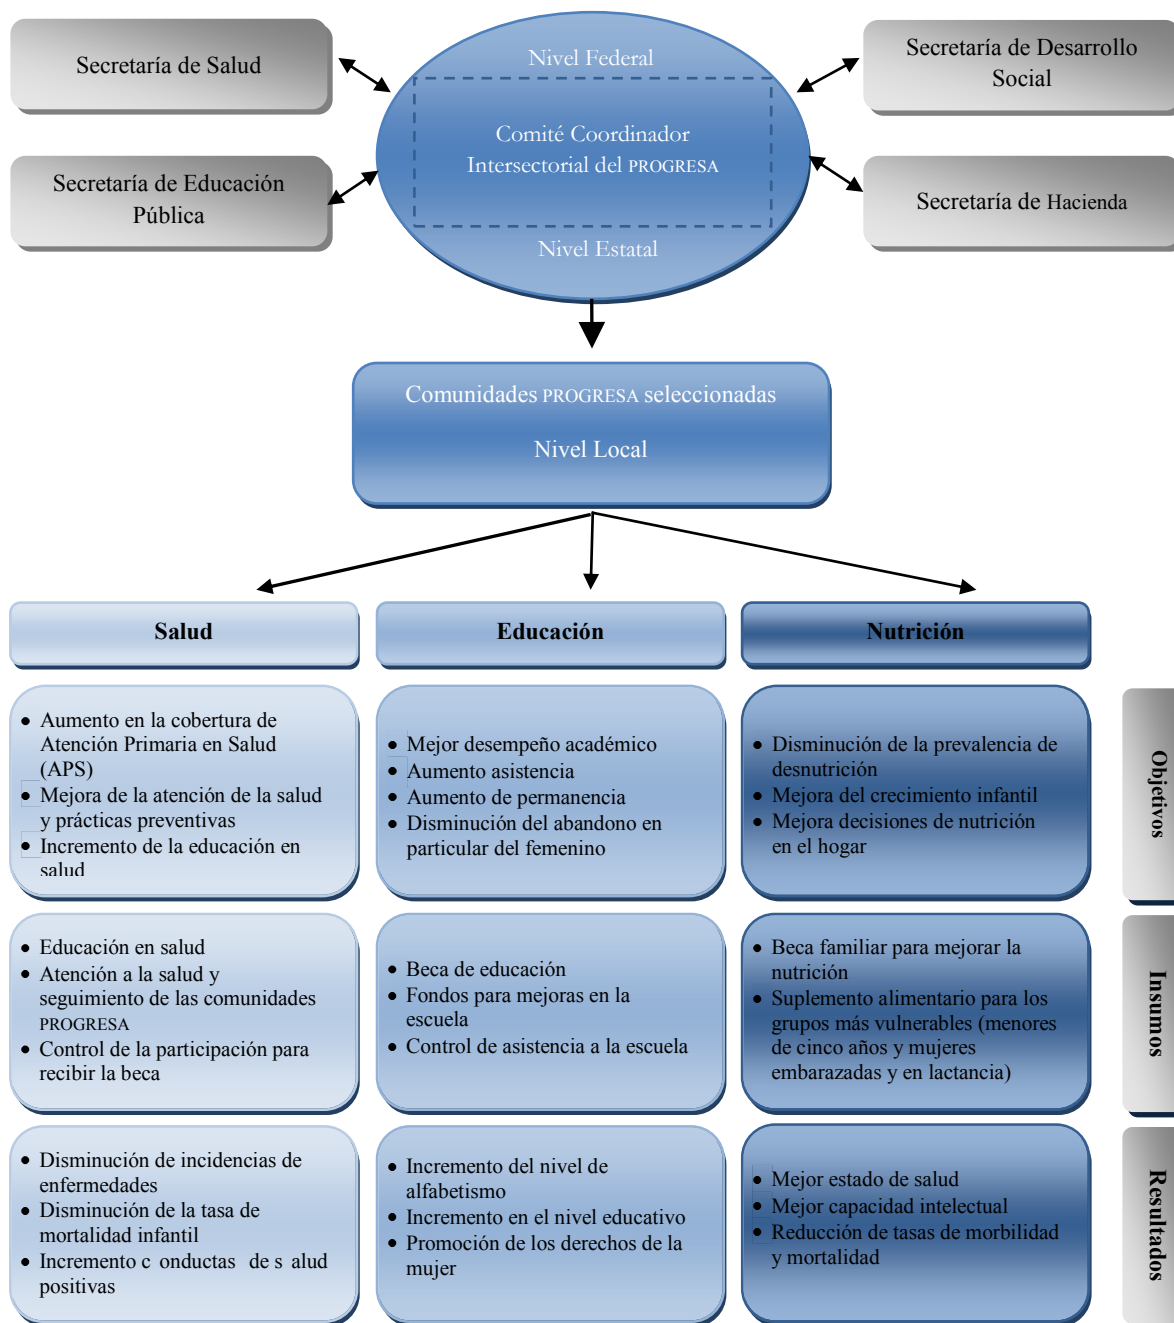 Secretaría de Salud
Nivel Federal
Secretaría de Desarrollo
Social
Comité Coordinador
Intersectorial del PROGRESA
Secretaría de Educación
Pública
Secretaría de Hacienda
Nivel Estatal
Comunidades PROGRESA seleccionadas
Nivel Local
Salud
Educación
Nutrición
• Aumento en la cobertura de
Atención Primaria en Salud
(APS)
• Mejora de la atención de la salud
y prácticas preventivas
• Incremento de la educación en
salud
• Mejor desempeño académico
• Aumento asistencia
• Aumento de permanencia
• Disminución del abandono en
particular del femenino
• Disminución de la prevalencia de
desnutrición
• Mejora del crecimiento infantil
• Mejora decisiones de nutrición
en el hogar
Objetivos
• Educación en salud
• Atención a la salud y
seguimiento de las comunidades
PROGRESA
• Control de la participación para
recibir la beca
• Beca de educación
• Fondos para mejoras en la
escuela
• Control de asistencia a la escuela
• Beca familiar para mejorar la
nutrición
• Suplemento alimentario para los
grupos más vulnerables (menores
de cinco años y mujeres
embarazadas y en lactancia)
Insumos
• Disminución de incidencias de
enfermedades
• Disminución de la tasa de
mortalidad infantil
• Incremento c onductas de s alud
positivas
• Incremento del nivel de
alfabetismo
• Incremento en el nivel educativo
• Promoción de los derechos de la
mujer
• Mejor estado de salud
• Mejor capacidad intelectual
• Reducción de tasas de morbilidad
y mortalidad
Resultados